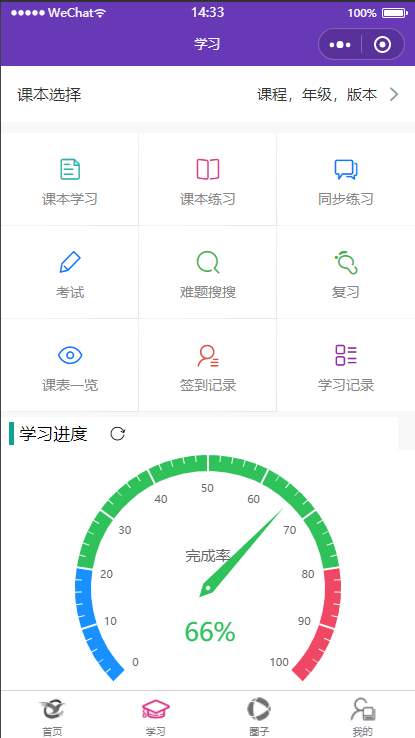 ●●●●● WeChat 14:33 100%
学习
课本选择 课程，年级，版本
课本学习 课本练习 同步练习
考试 难题搜搜 复习
课表一览 签到记录 学习记录
学习进度
50
40 60
30 70
完成率
20 80
10 90
66%
0 100
首页 学习 圈子 我的